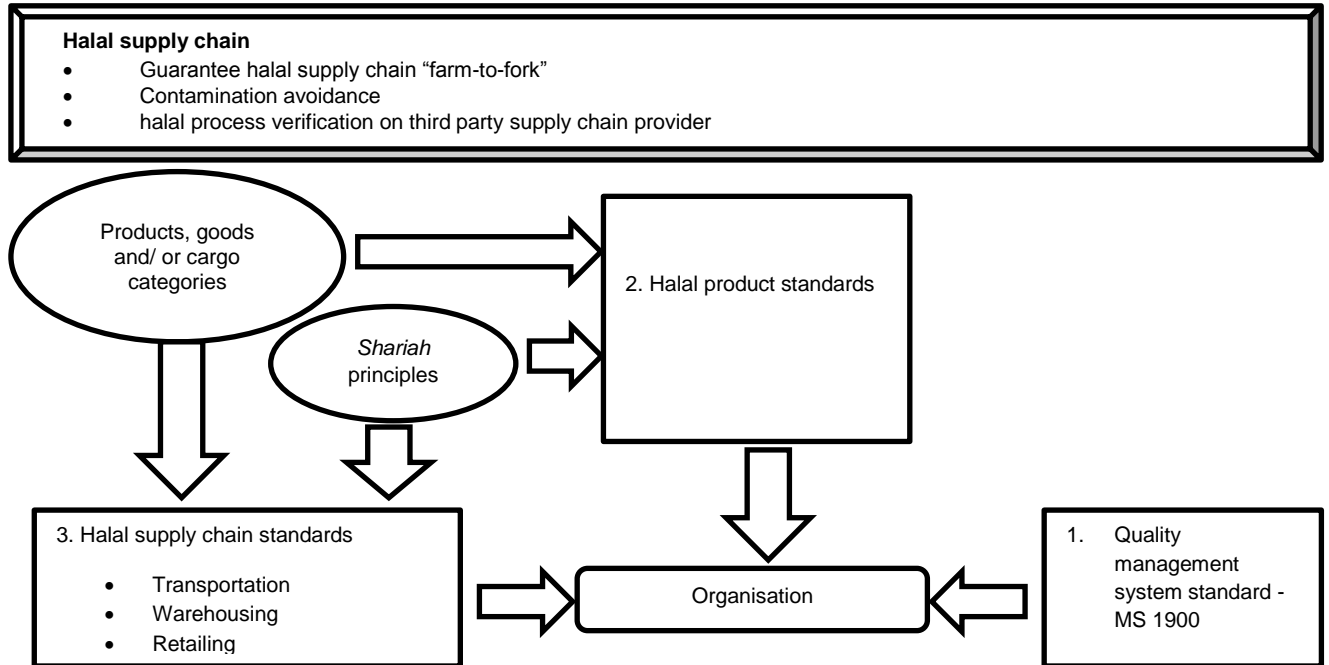 Halal supply chain
• Guarantee halal supply chain “farm-to-fork”
• Contamination avoidance
• halal process verification on third party supply chain provider
Products, goods
and/ or cargo
categories
Shariah
principles
2. Halal product standards
3. Halal supply chain standards
• Transportation
• Warehousing
• Retailing
Organisation
1. Quality
management
system standard -
MS 1900